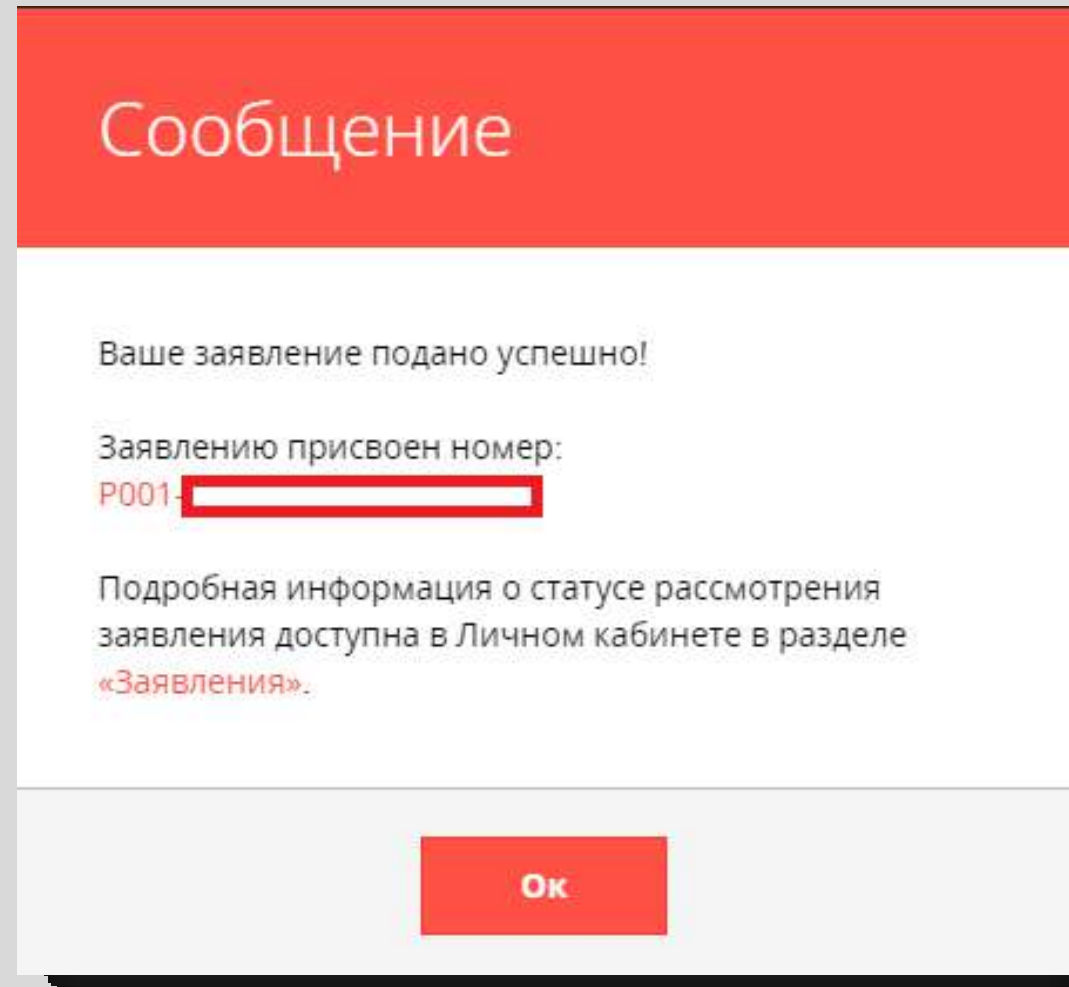 Сообщение
Ваше заявление подано успешно!
Заявлению присвоен номер:
P001-
Подробная информация о статусе рассмотрения
заявления доступна в Личном кабинете в разделе
«Заявления».
Ок